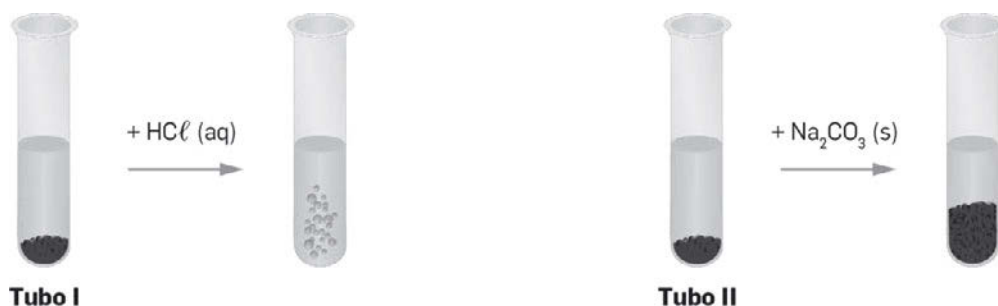 + HCℓ (aq)
+ Na₂CO₃ (s)
Tubo I
Tubo II